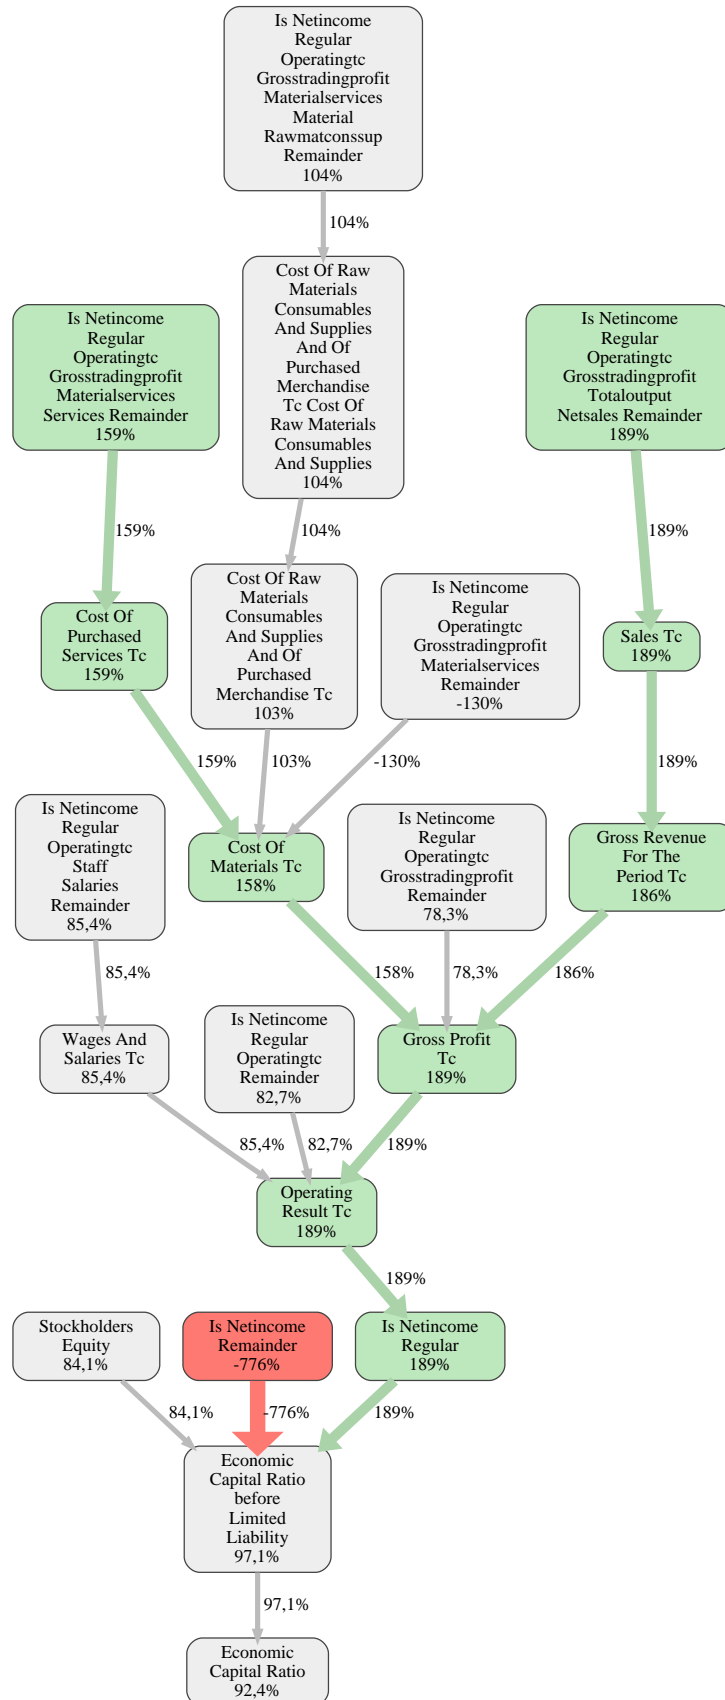 Is Netincome
Regular
Operatingtc
Grosstradingprofit
Materialservices
Material
Rawmatconssup
Remainder
104%
104%
Cost Of Raw
Materials
Consumables
And Supplies
And Of
Purchased
Merchandise
Tc Cost Of
Raw Materials
Consumables
And Supplies
104%
Is Netincome
Regular
Operatingtc
Grosstradingprofit
Materialservices
Services Remainder
159%
Is Netincome
Regular
Operatingtc
Grosstradingprofit
Totaloutput
Netsales Remainder
189%
159%
104%
189%
Cost Of
Purchased
Services Tc
159%
Cost Of Raw
Materials
Consumables
And Supplies
And Of
Purchased
Merchandise Tc
103%
Is Netincome
Regular
Operatingtc
Grosstradingprofit
Materialservices
Remainder
-130%
Sales Tc
189%
159%
103%
-130%
189%
Is Netincome
Regular
Operatingtc
Staff
Salaries
Remainder
85,4%
Cost Of
Materials Tc
158%
Is Netincome
Regular
Operatingtc
Grosstradingprofit
Remainder
78,3%
Gross Revenue
For The
Period Tc
186%
85,4%
158%
78,3%
186%
Wages And
Salaries Tc
85,4%
Is Netincome
Regular
Operatingtc
Remainder
82,7%
Gross Profit
Tc
189%
85,4%
82,7%
189%
Operating
Result Tc
189%
189%
Stockholders
Equity
84,1%
Is Netincome
Remainder
-776%
Is Netincome
Regular
189%
84,1%
-776%
189%
Economic
Capital Ratio
before
Limited
Liability
97,1%
97,1%
Economic
Capital Ratio
92,4%